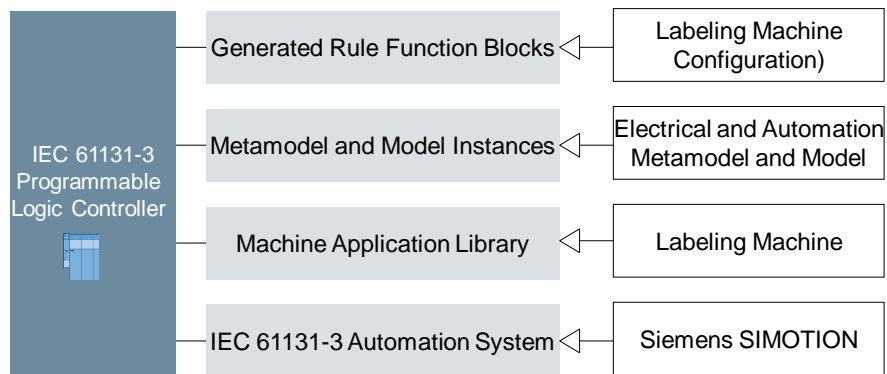 IEC 61131-3
Programmable
Logic Controller
Generated Rule Function Blocks
Labeling Machine
Configuration)
Metamodel and Model Instances
Electrical and Automation
Metamodel and Model
Machine Application Library
Labeling Machine
IEC 61131-3 Automation System
Siemens SIMOTION